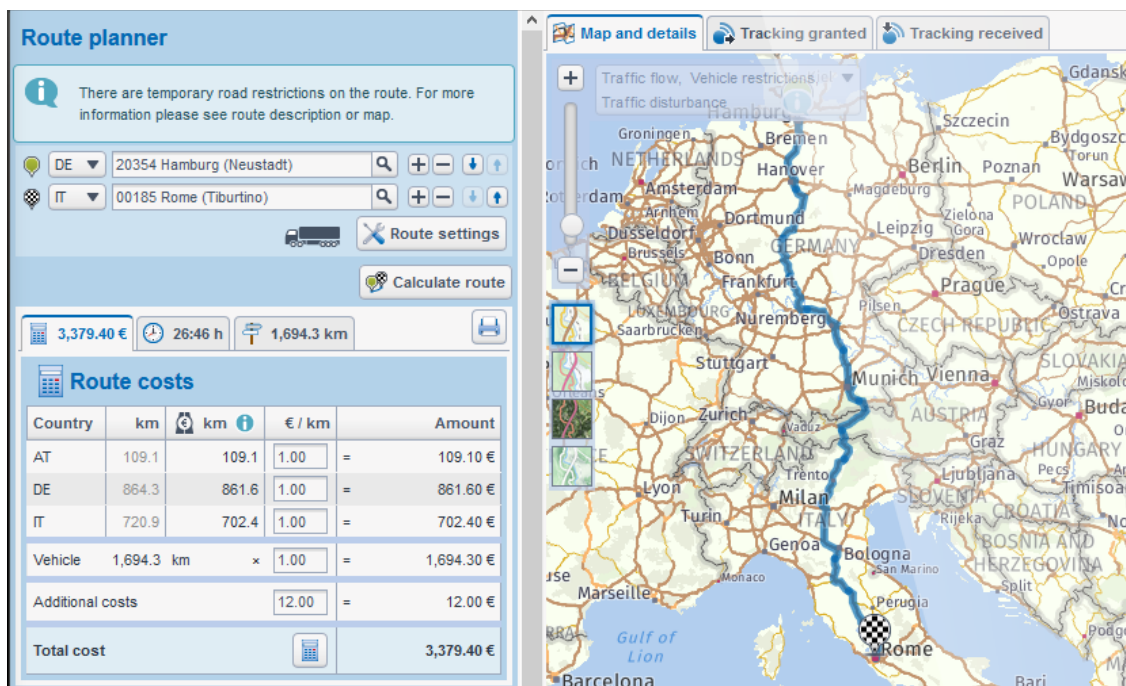 Route planner
There are temporary road restrictions on the route. For more
information please see route description or map.
DE 20354 Hamburg (Neustadt)
IT 00185 Rome (Tiburtino)
Route settings
Calculate route
3,379.40 € 26:46 h 1,694.3 km
Route costs
Country km km € / km Amount
AT 109.1 109.1 1.00 = 109.10 €
DE 864.3 861.6 1.00 = 861.60 €
IT 720.9 702.4 1.00 = 702.40 €
Vehicle 1,694.3 km × 1.00 = 1,694.30 €
Additional costs 12.00 = 12.00 €
Total cost 3,379.40 €
Map and details Tracking granted Tracking received
Traffic flow, Vehicle restrictions
Traffic disturbance
Gdansk
Hamburg
Szczecin
Groningen
Bremen
Bydgoszc
Torun
NETHERLANDS
Hanover
Berlin
Poznan
Warsaw
Magdeburg
Amsterdam
POLAND
Arnhem
Dortmund
Zielona
Gora
Leipzig
Dusseldorf
GERMANY
Wroclaw
Brussels
Bonn
Dresden
Opole
BELGIUM
Frankfurt
Prague
LUXEMBOURG
Nuremberg
Pilsen
Ostrava
Saarbrucken
CZECH REPUBLIC
Stuttgart
SLOVAKIA
Munich
Vienna
Miskolc
Orleans
Gyor
Buda
Dijon
Zurich
Vaduz
AUSTRIA
Graz
HUNGARY
SWITZERLAND
Trento
Ljubljana
Pecs
Timisoa
Lyon
Milan
SLOVENIA
Rijeka
CROATIA
Turin
ITALY
BOSNIA AND
HERZEGOVINA
Genoa
Bologna
San Marino
Split
Monaco
Marseille
Perugia
Gulf of
Lion
Rome
Podgo
Barcelona
Bari